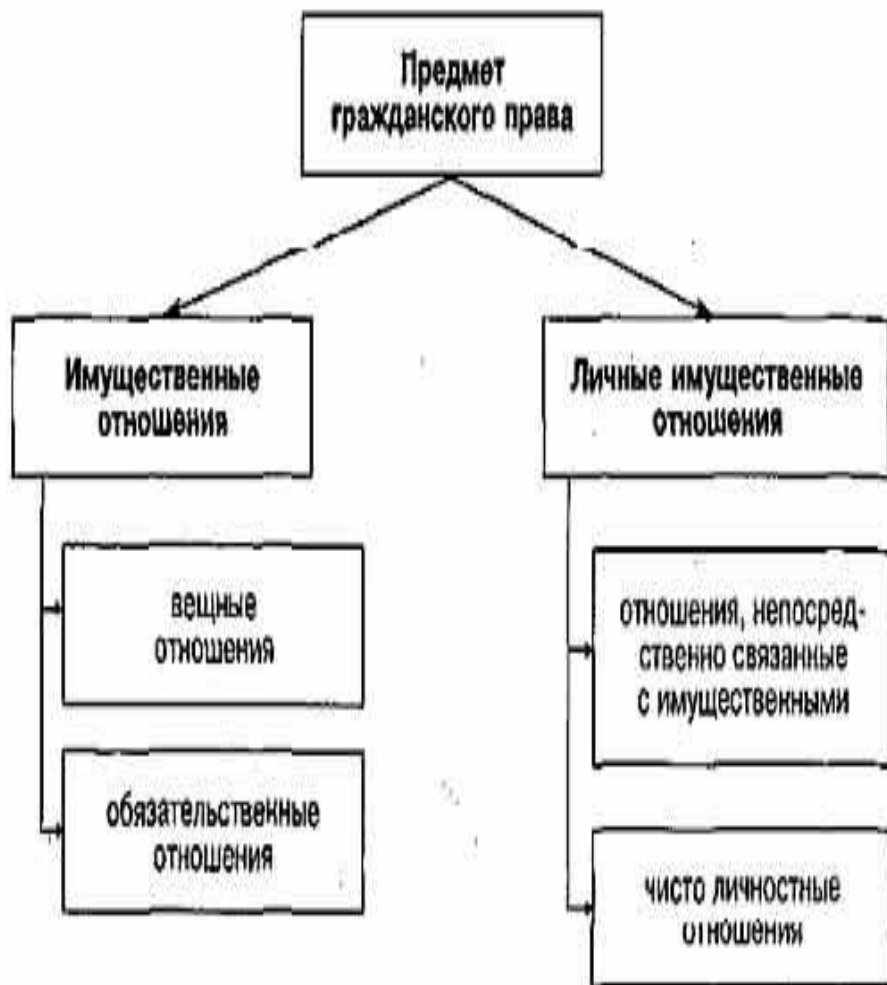 Предмет
гражданского права
Имущественные
отношения
вещные
отношения
обязательственные
отношения
Личные имущественные
отношения
отношения, непосред-
ственно связанные
с имущественными
чисто личностные
отношения